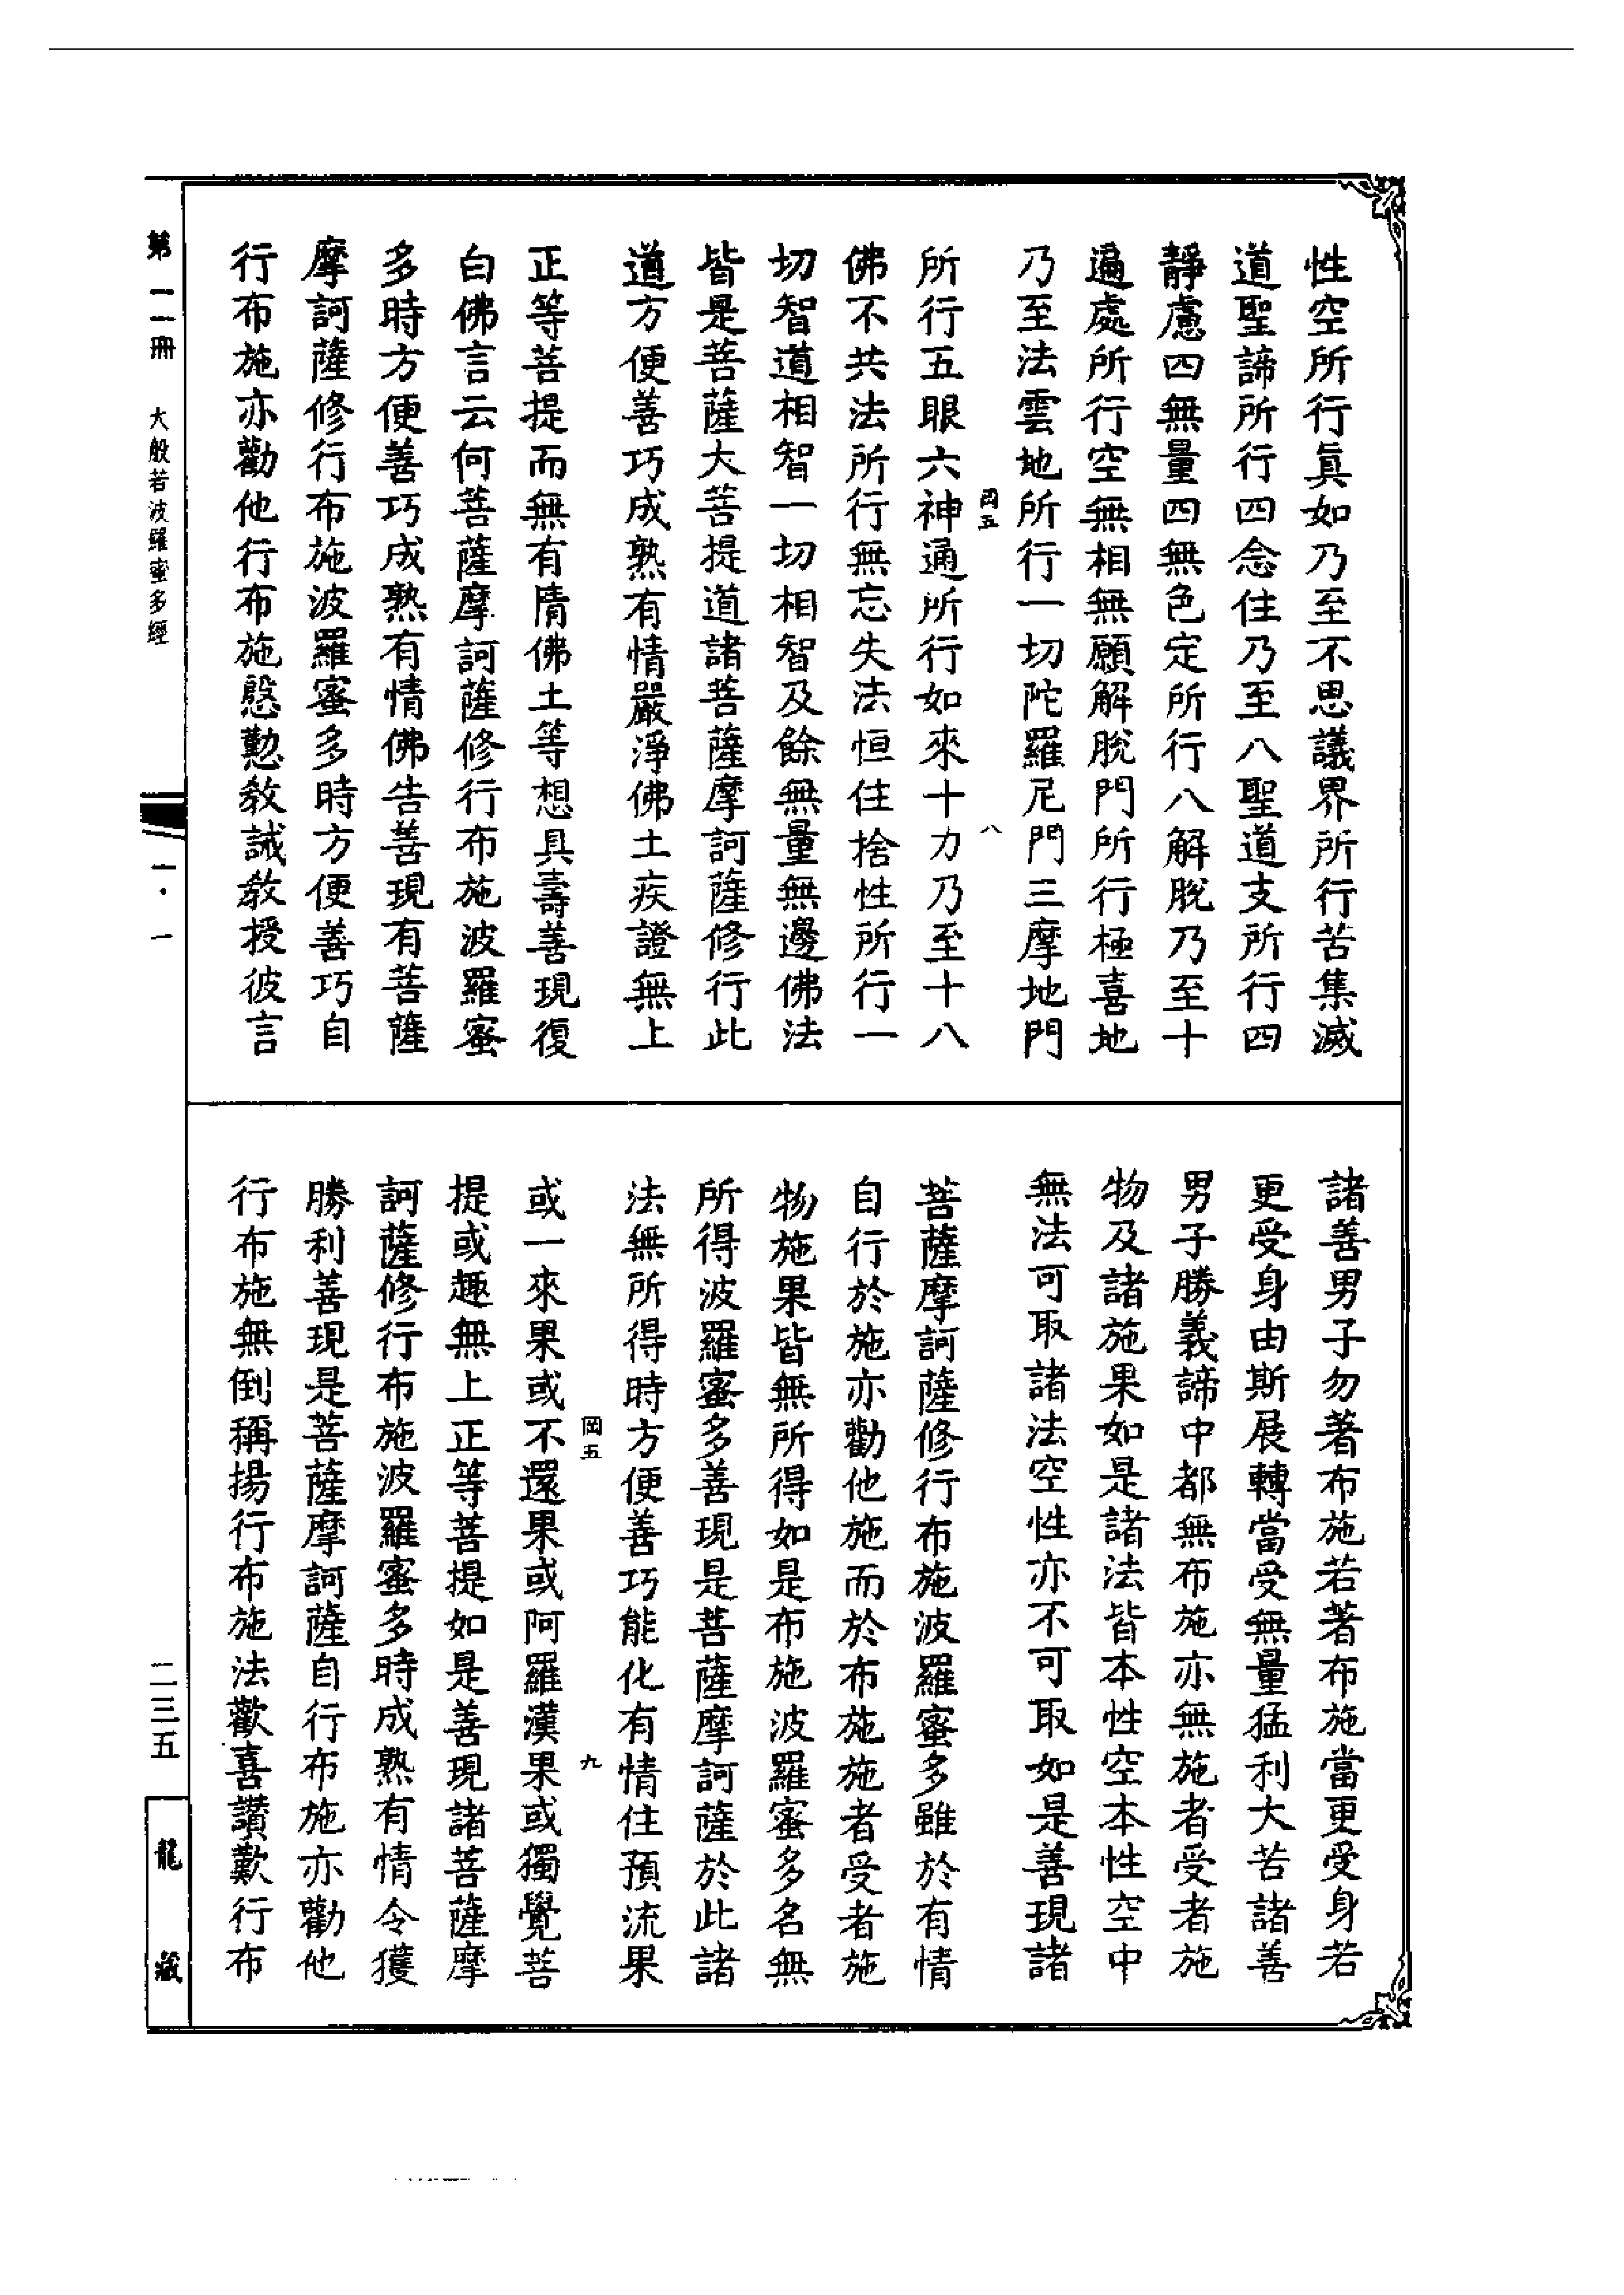 性空所行眞如乃至不思議界所行苦集滅
道聖諦所行四念住乃至八聖道支所行四
靜慮四無量四無色定所行八解脫乃至十
遍處所行空無相無願解脫門所行極喜地
乃至法雲地所行一切陀羅尼門三摩地門
岡五
八
所行五眼六神通所行如來十力乃至十八
佛不共法所行無忘失法恒住捨性所行一
切智道相智一切相智及餘無量無邊佛法
皆是菩薩大菩提道諸菩薩摩訶薩修行此
道方便善巧成熟有情嚴淨佛土疾證無上
正等菩提而無有情佛土等想具壽善現復
白佛言云何菩薩摩訶薩修行布施波羅蜜
多時方便善巧成熟有情佛告善現有菩薩
摩訶薩修行布施波羅蜜多時方便善巧自
行布施亦勸他行布施慇懃教誡教授彼言
諸善男子勿著布施若著布施當更受身若
更受身由斯展轉當受無量猛利大苦諸善
男子勝義諦中都無布施亦無施者受者施
物及諸施果如是諸法皆本性空本性空中
無法可取諸法空性亦不可取如是善現諸
菩薩摩訶薩修行布施波羅蜜多雖於有情
自行於施亦勸他施而於布施施者受者施
物施果皆無所得如是布施波羅蜜多名無
所得波羅蜜多善現是菩薩摩訶薩於此諸
法無所得時方便善巧能化有情住預流果
岡五
九
或一來果或不還果或阿羅漢果或獨覺菩
提或趣無上正等菩提如是善現諸菩薩摩
訶薩修行布施波羅蜜多時成熟有情令獲
勝利善現是菩薩摩訶薩自行布施亦勸他
行布施無倒稱揚行布施法歡喜讚歎行布
第二冊 大般若波羅蜜多經
一·一
二三五
龍藏